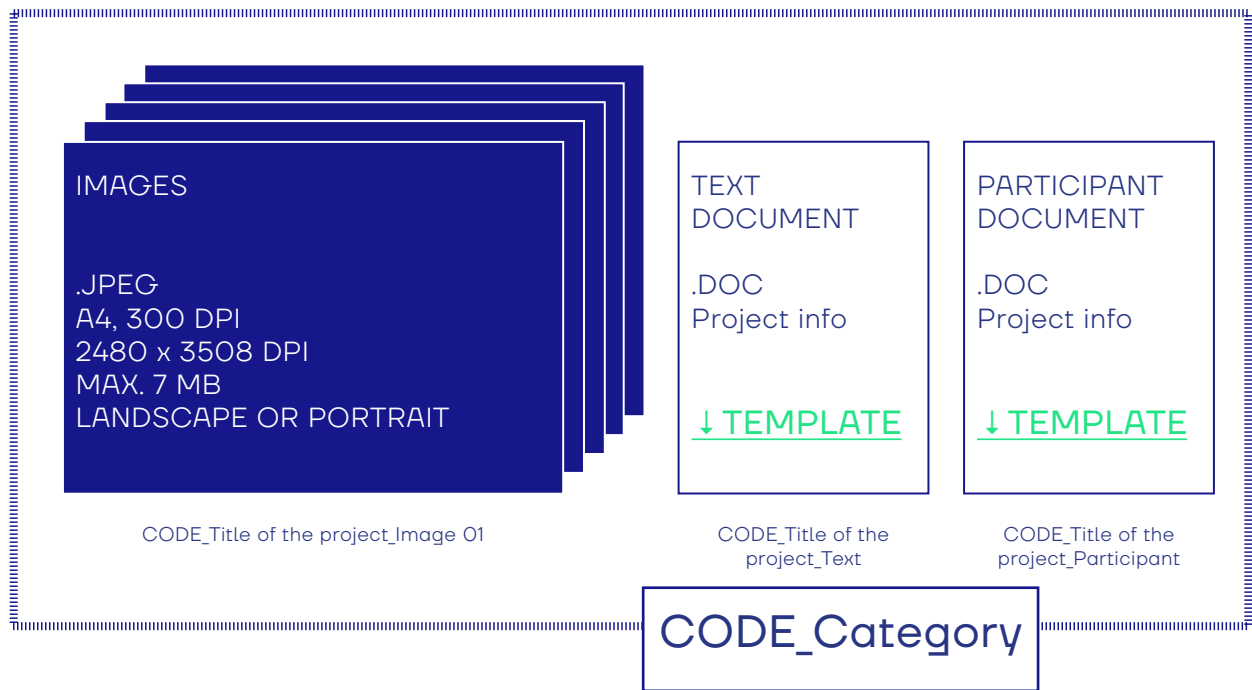 IMAGES
.JPEG
A4, 300 DPI
2480 x 3508 DPI
MAX. 7 MB
LANDSCAPE OR PORTRAIT
CODE_Title of the project_Image 01
TEXT
DOCUMENT
.DOC
Project info
↓ TEMPLATE
CODE_Title of the
project_Text
PARTICIPANT
DOCUMENT
.DOC
Project info
↓ TEMPLATE
CODE_Title of the
project_Participant
CODE_Category